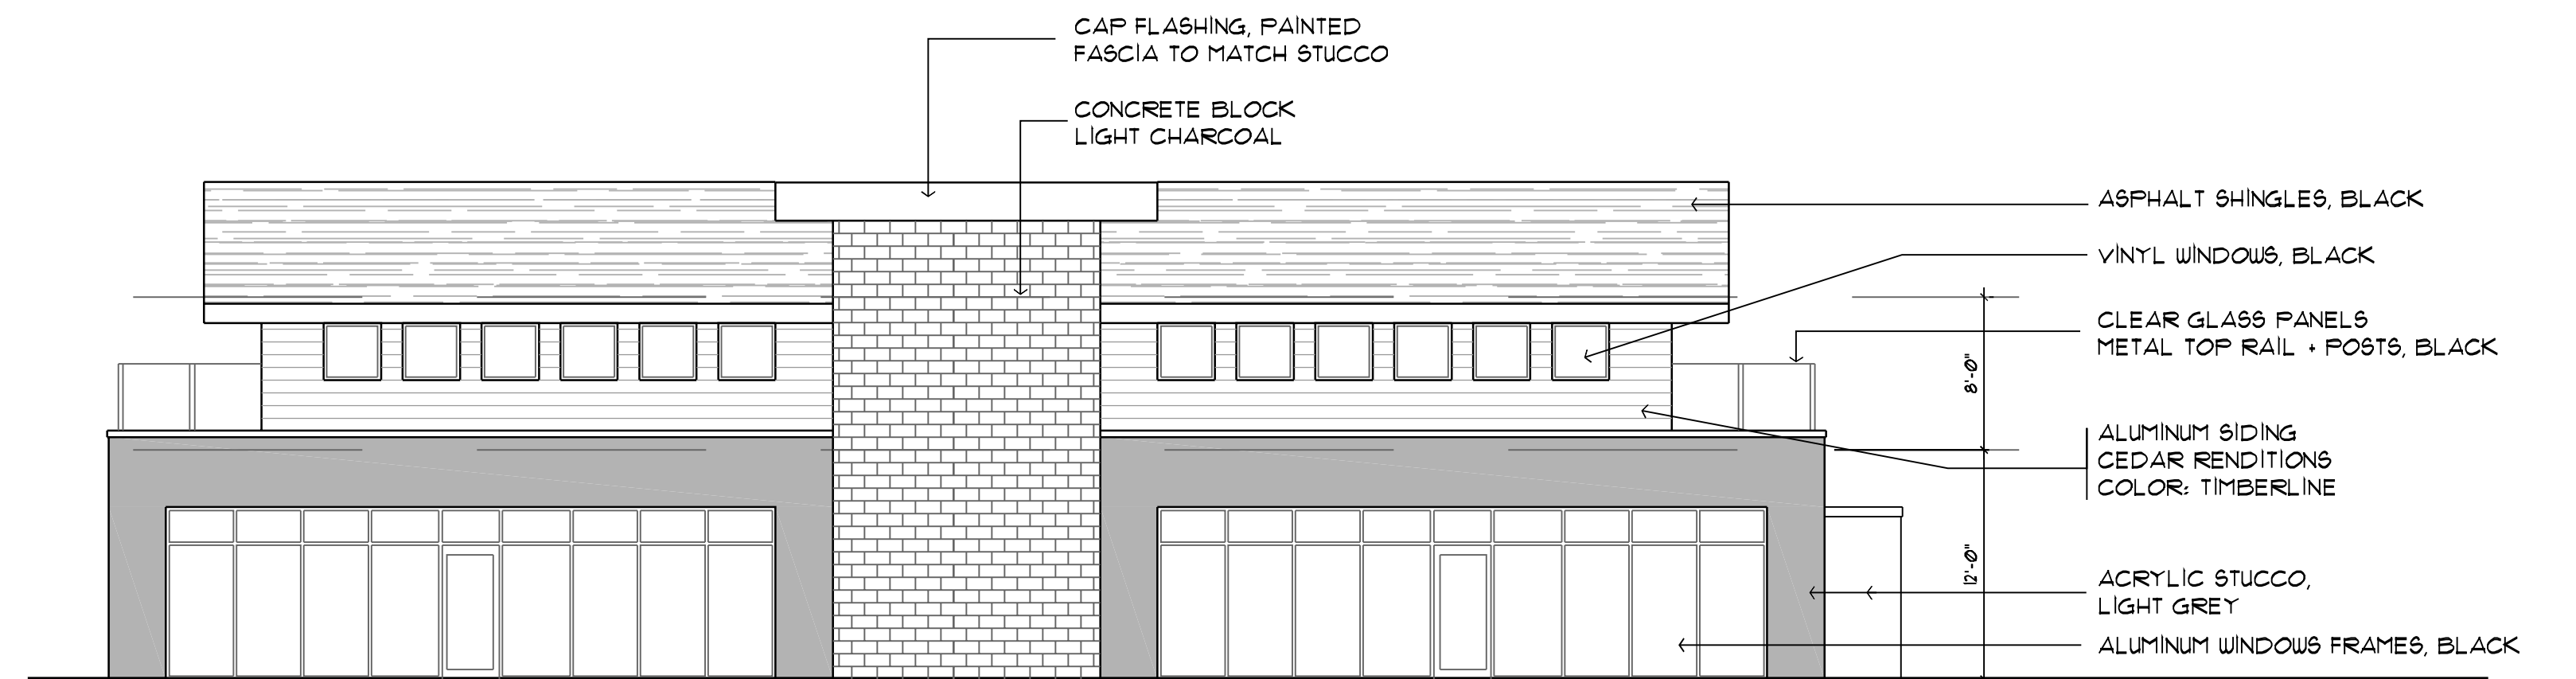 CAP FLASHING, PAINTED
FASCIA TO MATCH STUCCO
CONCRETE BLOCK
LIGHT CHARCOAL
ASPHALT SHINGLES, BLACK
VINYL WINDOWS, BLACK
CLEAR GLASS PANELS
METAL TOP RAIL + POSTS, BLACK
8'-0"
ALUMINUM SIDING
CEDAR RENDITIONS
COLOR: TIMBERLINE
12'-0"
ACRYLIC STUCCO,
LIGHT GREY
ALUMINUM WINDOWS FRAMES, BLACK